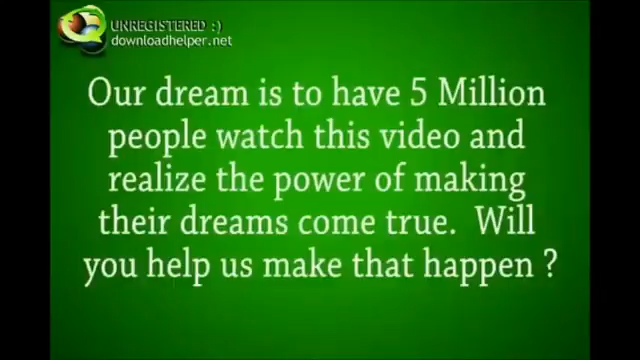 UNREGISTERED :)
downloadhelper.net
Our dream is to have 5 Million
people watch this video and
realize the power of making
their dreams come true.  Will
you help us make that happen ?